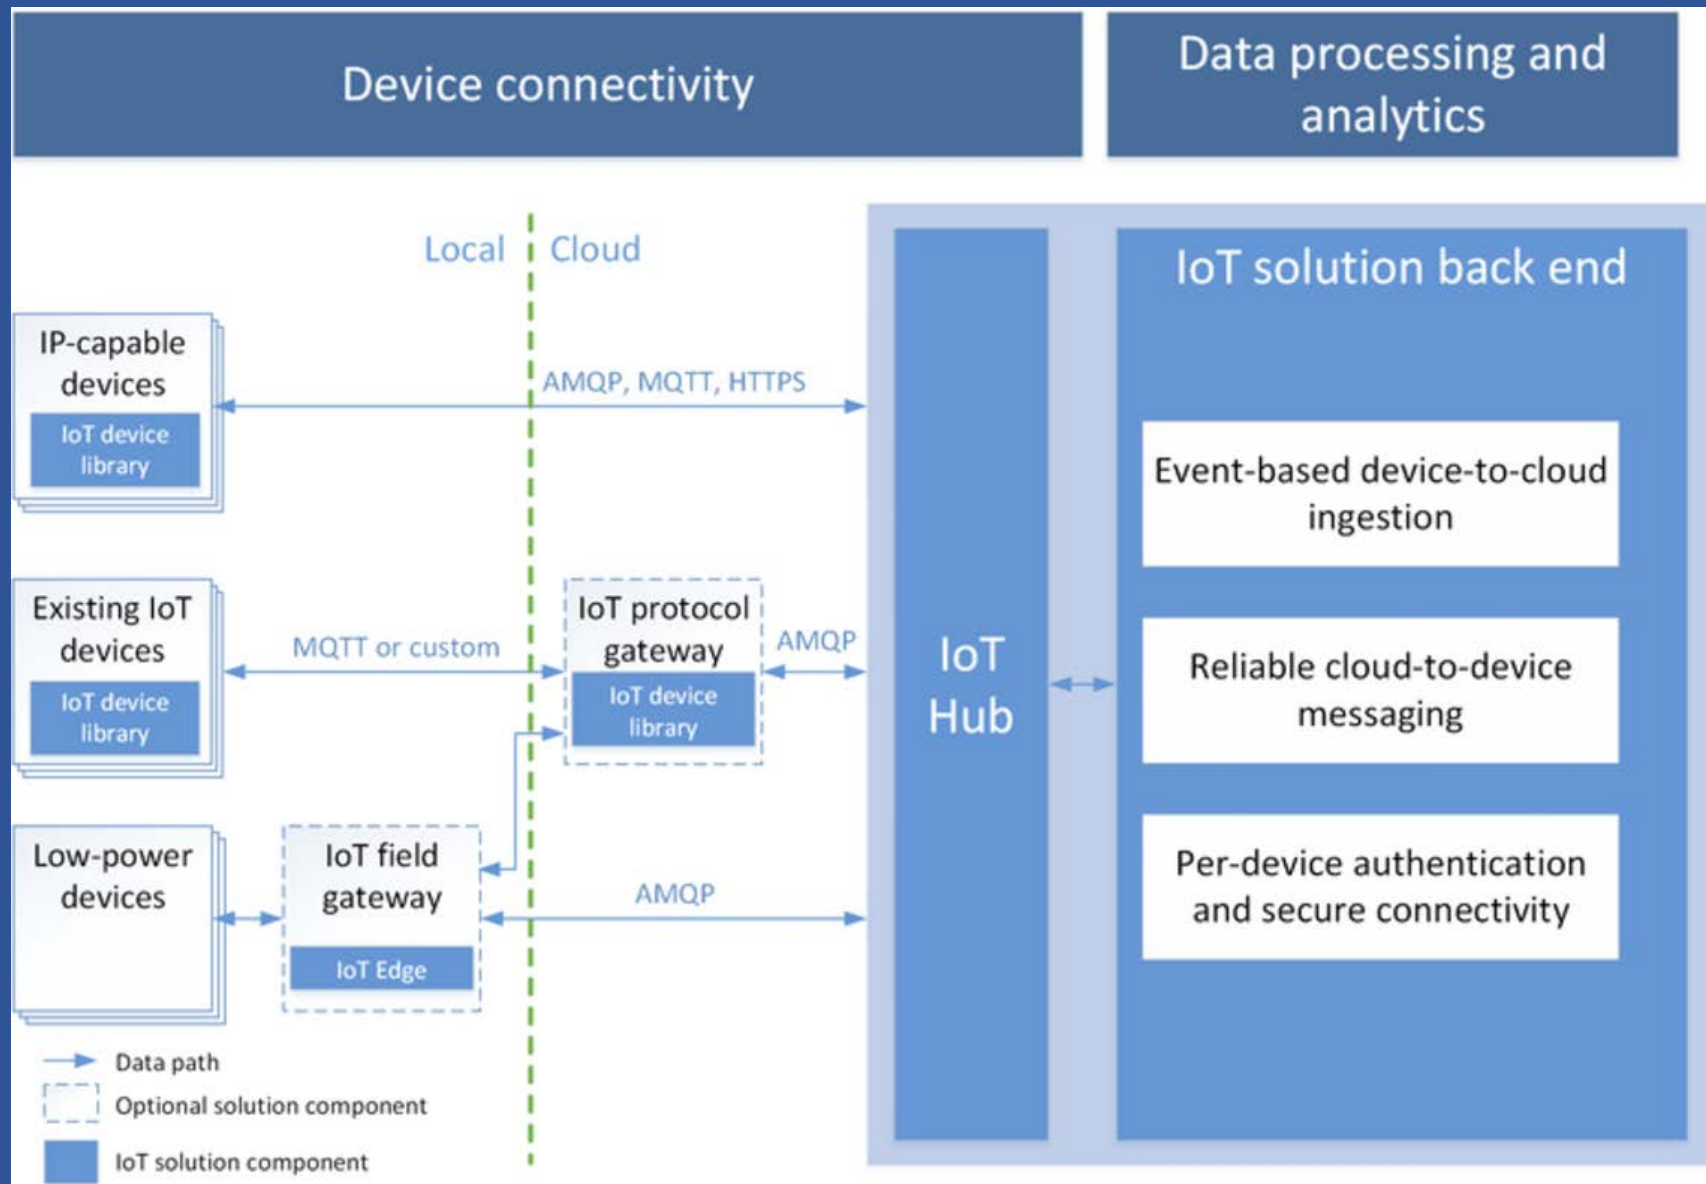 Device connectivity
Data processing and
analytics
Local
Cloud
IoT solution back end
IP-capable
devices
IoT device
library
AMQP, MQTT, HTTPS
Event-based device-to-cloud
ingestion
Existing IoT
devices
IoT device
library
MQTT or custom
IoT protocol
gateway
IoT device
library
AMQP
IoT
Hub
Reliable cloud-to-device
messaging
Low-power
devices
IoT field
gateway
IoT Edge
AMQP
Per-device authentication
and secure connectivity
Data path
Optional solution component
IoT solution component